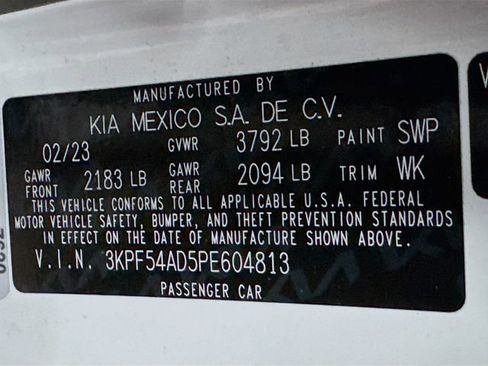 MANUFACTURED BY
KIA MEXICO S.A. DE C.V.
02/23 GVWR 3792 LB PAINT SWP
GAWR FRONT 2183 LB GAWR REAR 2094 LB TRIM WK
THIS VEHICLE CONFORMS TO ALL APPLICABLE U.S.A. FEDERAL
MOTOR VEHICLE SAFETY, BUMPER, AND THEFT PREVENTION STANDARDS
IN EFFECT ON THE DATE OF MANUFACTURE SHOWN ABOVE.
V.I.N. 3KPF54AD5PE604813
PASSENGER CAR